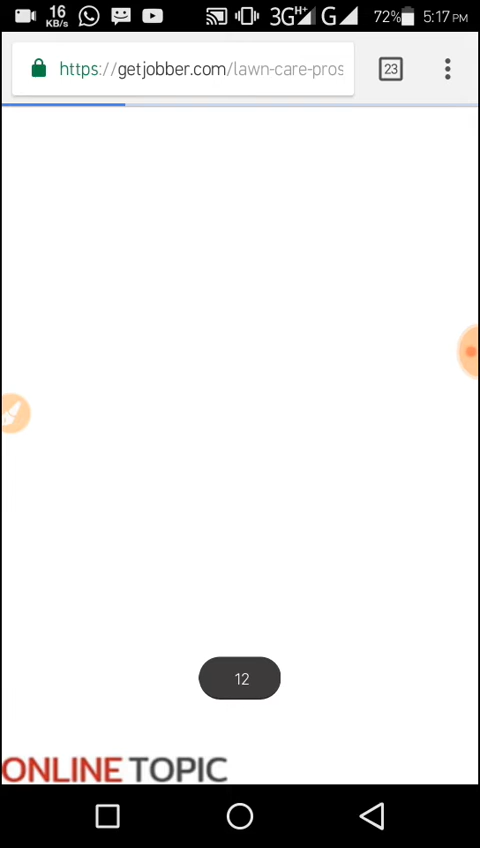 16 KB/s 3G H+ G 72% 5:17 PM
https://getjobber.com/lawn-care-pros 23
12
ONLINE TOPIC